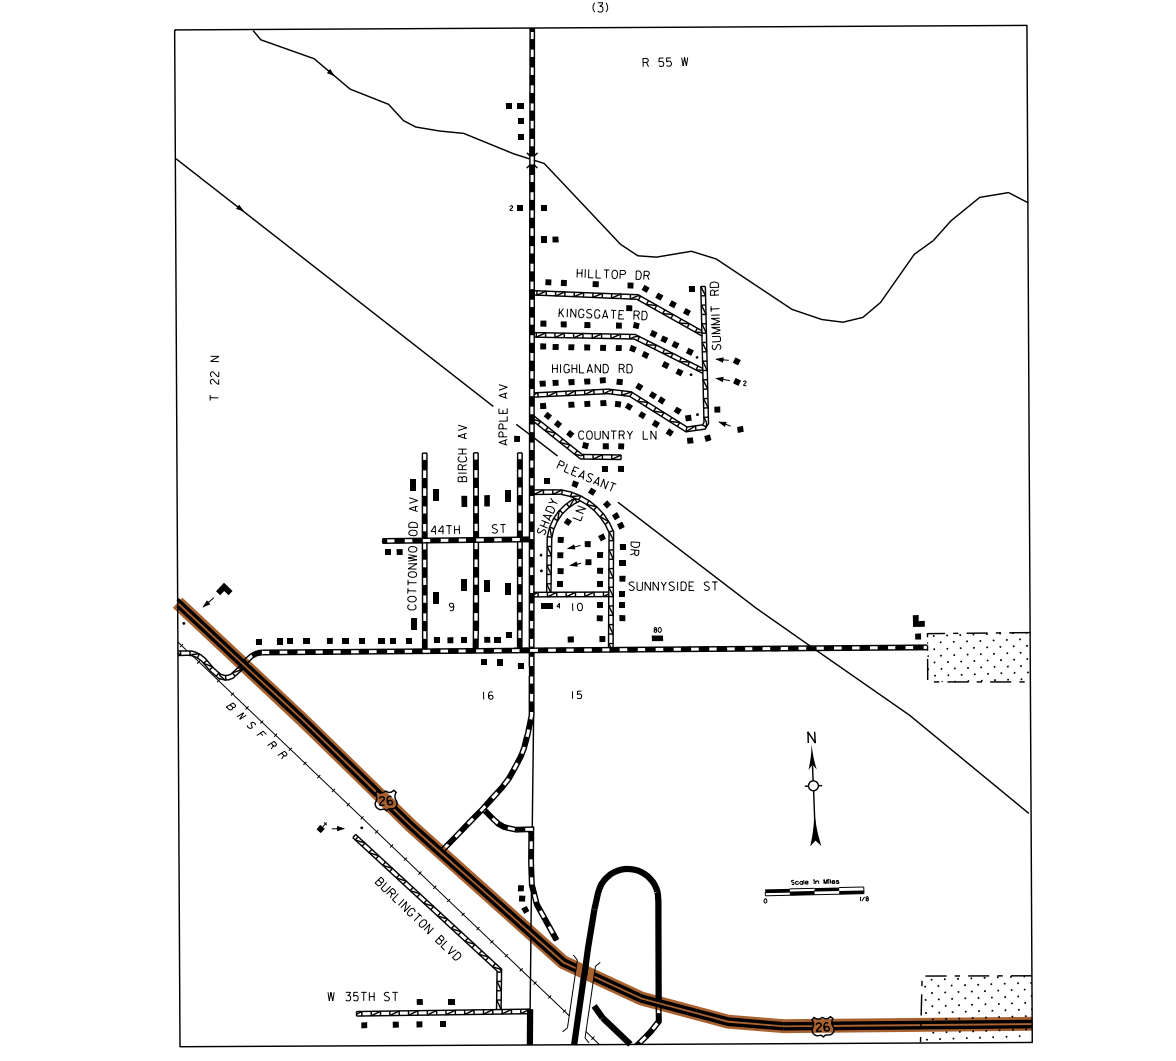 (3)
R 55 W
2
HILLTOP DR
SUMMIT RD
KINGSGATE RD
T 22 N
HIGHLAND RD
2
APPLE AV
BIRCH AV
COUNTRY LN
PLEASANT
COTTONWOOD AV
SHADY
LN
44TH ST
DR
SUNNYSIDE ST
9
4
10
80
16
15
BNSFRR
N
26
Scale in Miles
0 1/8
BURLINGTON BLVD
W 35TH ST
26